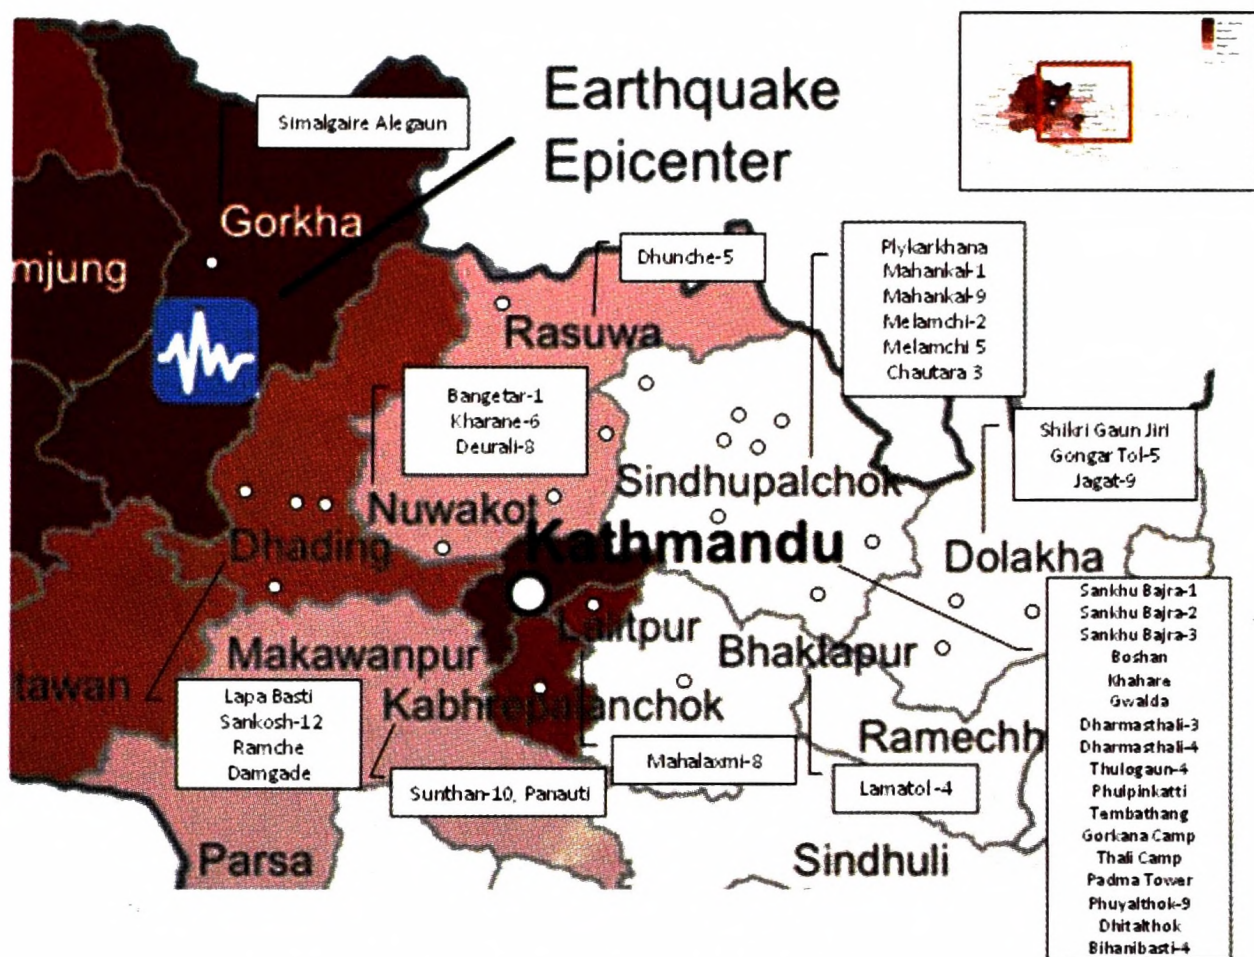 Earthquake
Epicenter
Simalgaire Alegaun
Gorkha
mjung
Dhunche-5
Rasuwa
Plykarkhana
Mahankal-1
Mahankal-9
Melamchi-2
Melamchi 5
Chautara 3
Bangetar-1
Kharane-6
Deurali-8
Shikri Gaun Jiri
Gongar Tol-5
Jagat-9
Sindhupalchok
Nuwakot
Kathmandu
Dhading
Dolakha
Sankhu Bajra-1
Sankhu Bajra-2
Sankhu Bajra-3
Boshan
Khahare
Gwalda
Dharmasthali-3
Dharmasthali-4
Thulogaun-4
Phulpinkatti
Tembathang
Gorkana Camp
Thali Camp
Padma Tower
Phuyalthok-9
Dhitalthok
Bihanibasti-4
Lalitpur
Bhaktapur
Makawanpur
tawan
Kabhrepalanchok
Lapa Basti
Sankosh-12
Ramche
Damgade
Ramechh
Mahalaxmi-8
Sunthan-10, Panauti
Lamatol-4
Parsa
Sindhuli